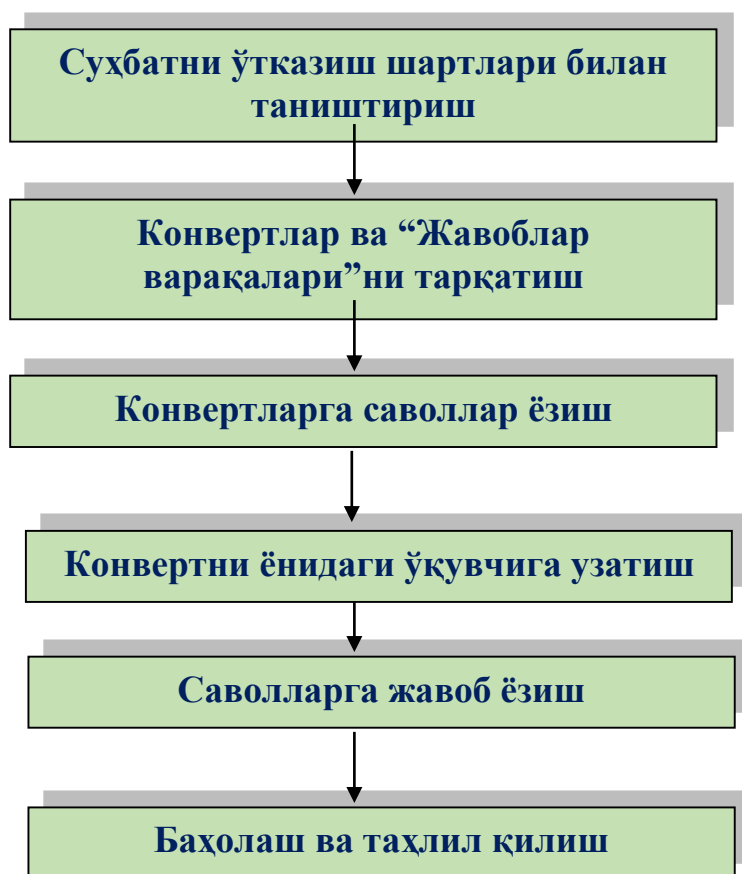 Суҳбатни ўтказиш шартлари билан
таништириш
Конвертлар ва “Жавоблар
варақалари”ни тарқатиш
Конвертларга саволлар ёзиш
Конвертни ёнидаги ўқувчига узатиш
Саволларга жавоб ёзиш
Баҳолаш ва таҳлил қилиш